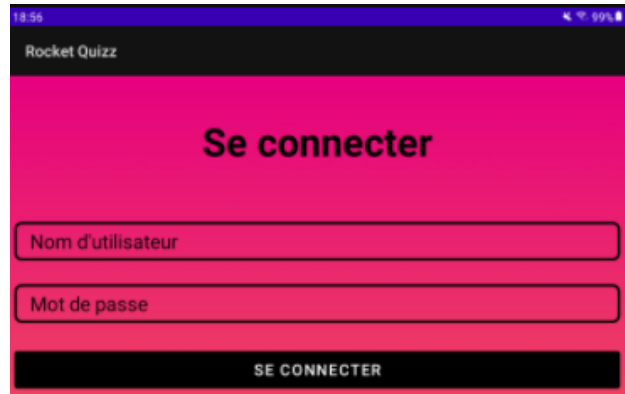 18:56 99%
Rocket Quizz
Se connecter
Nom d'utilisateur
Mot de passe
SE CONNECTER